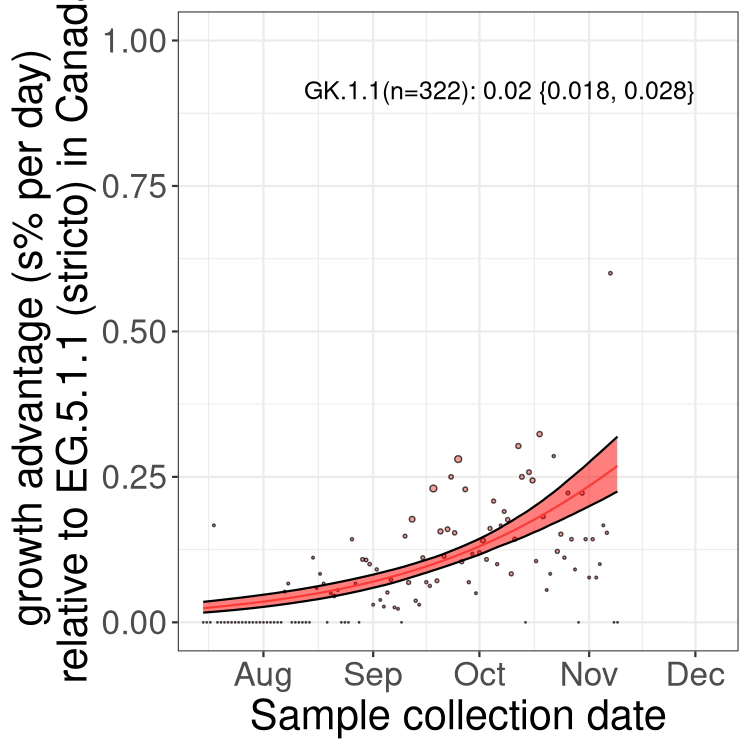 growth advantage (s% per day)
relative to EG.5.1.1 (stricto) in Canada
1.00
0.75
0.50
0.25
0.00
GK.1.1(n=322): 0.02 {0.018, 0.028}
Aug Sep Oct Nov Dec
Sample collection date